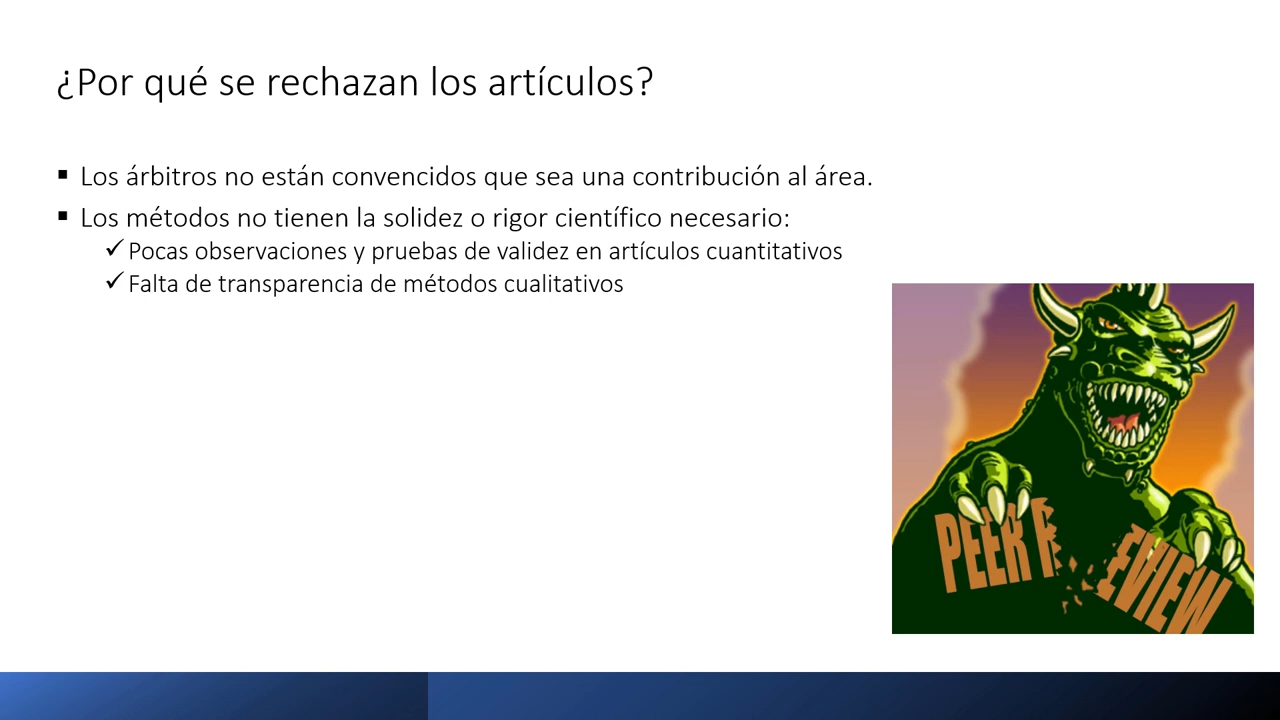 ¿Por qué se rechazan los artículos?
▪ Los árbitros no están convencidos que sea una contribución al área.
▪ Los métodos no tienen la solidez o rigor científico necesario:
✓ Pocas observaciones y pruebas de validez en artículos cuantitativos
✓ Falta de transparencia de métodos cualitativos
PEER REVIEW